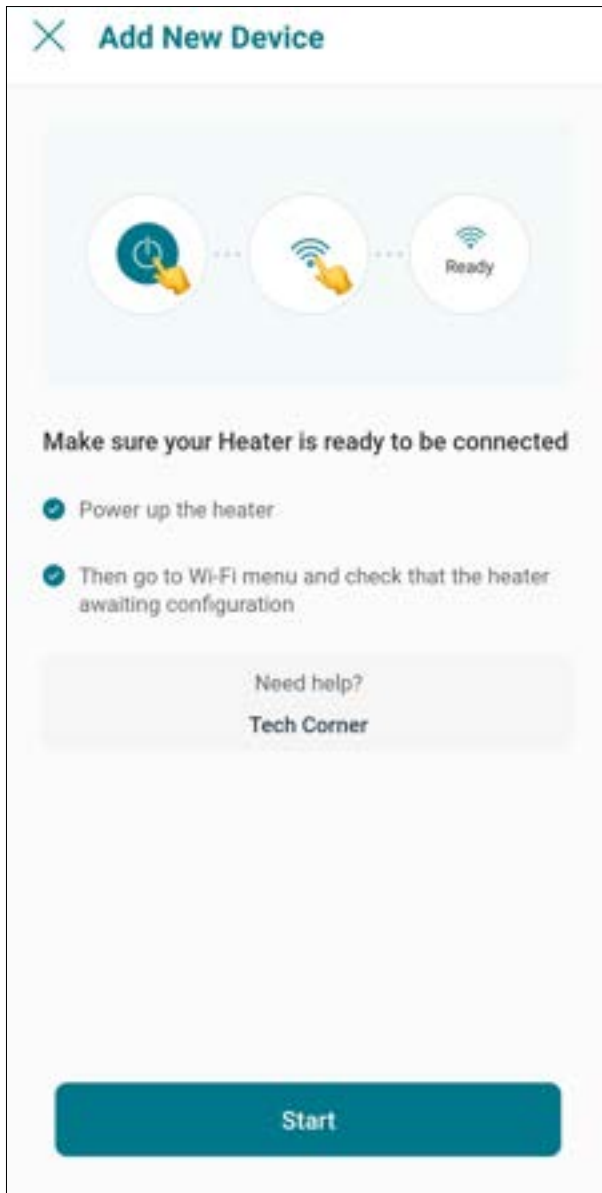 Add New Device
Ready
Make sure your Heater is ready to be connected
Power up the heater
Then go to Wi-Fi menu and check that the heater
awaiting configuration
Need help?
Tech Corner
Start